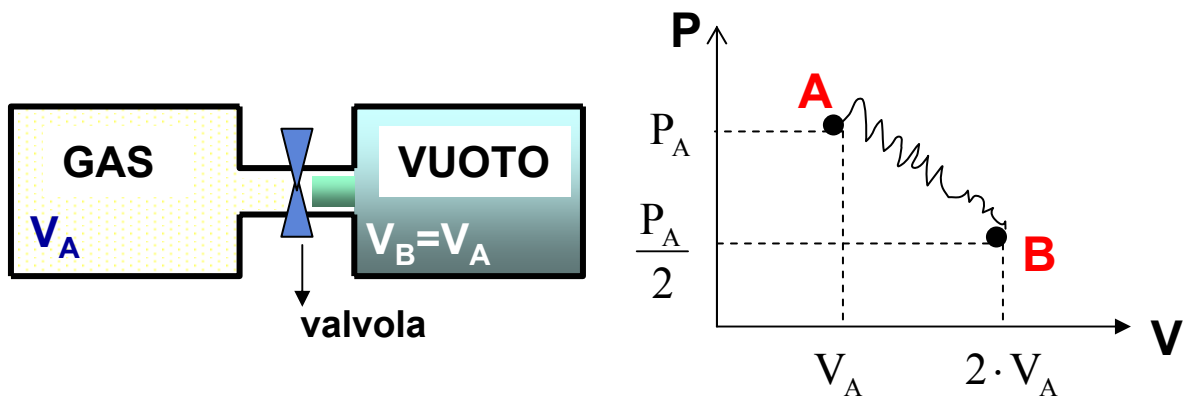 GAS
V_A
VUOTO
V_B=V_A
valvola
P
A
P_A
P_A/2
B
V
V_A
2 · V_A